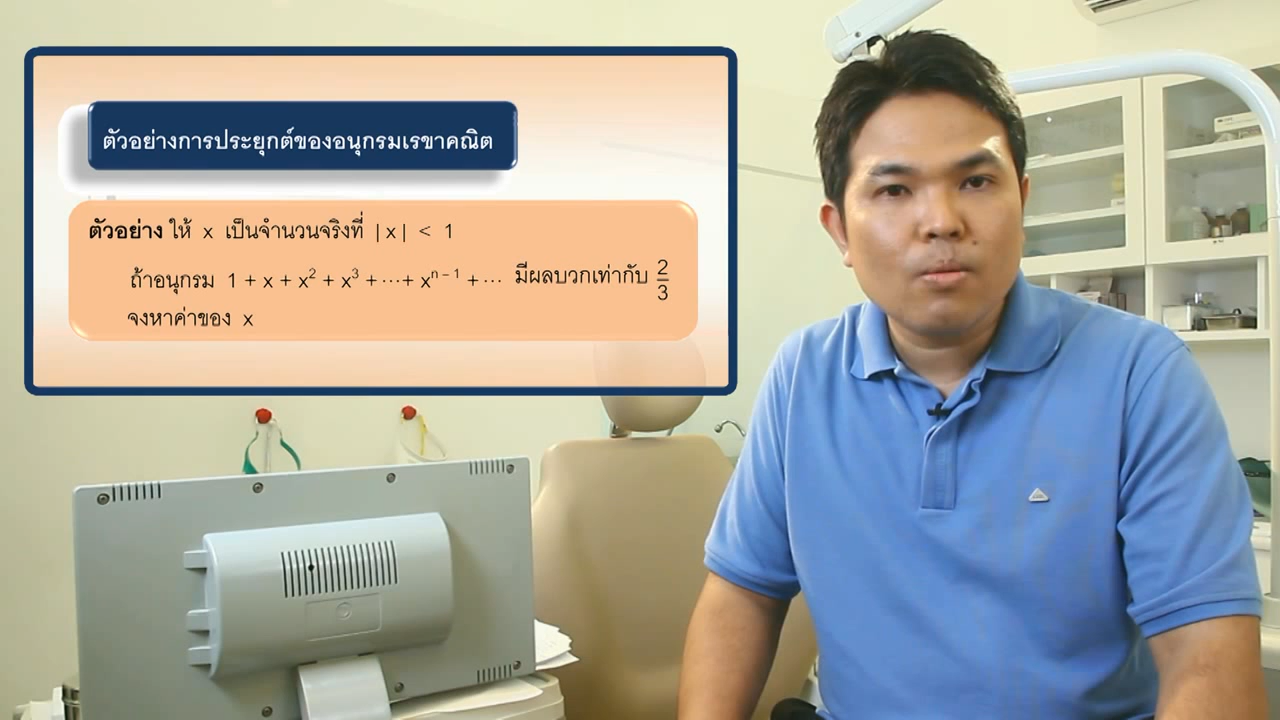 ตัวอย่างการประยุกต์ของอนุกรมเรขาคณิต
ตัวอย่าง ให้ x เป็นจำนวนจริงที่ |x| < 1
ถ้าอนุกรม 1 + x + x² + x³ + ⋯ + xⁿ⁻¹ + ⋯ มีผลบวกเท่ากับ 2/3
จงหาค่าของ x